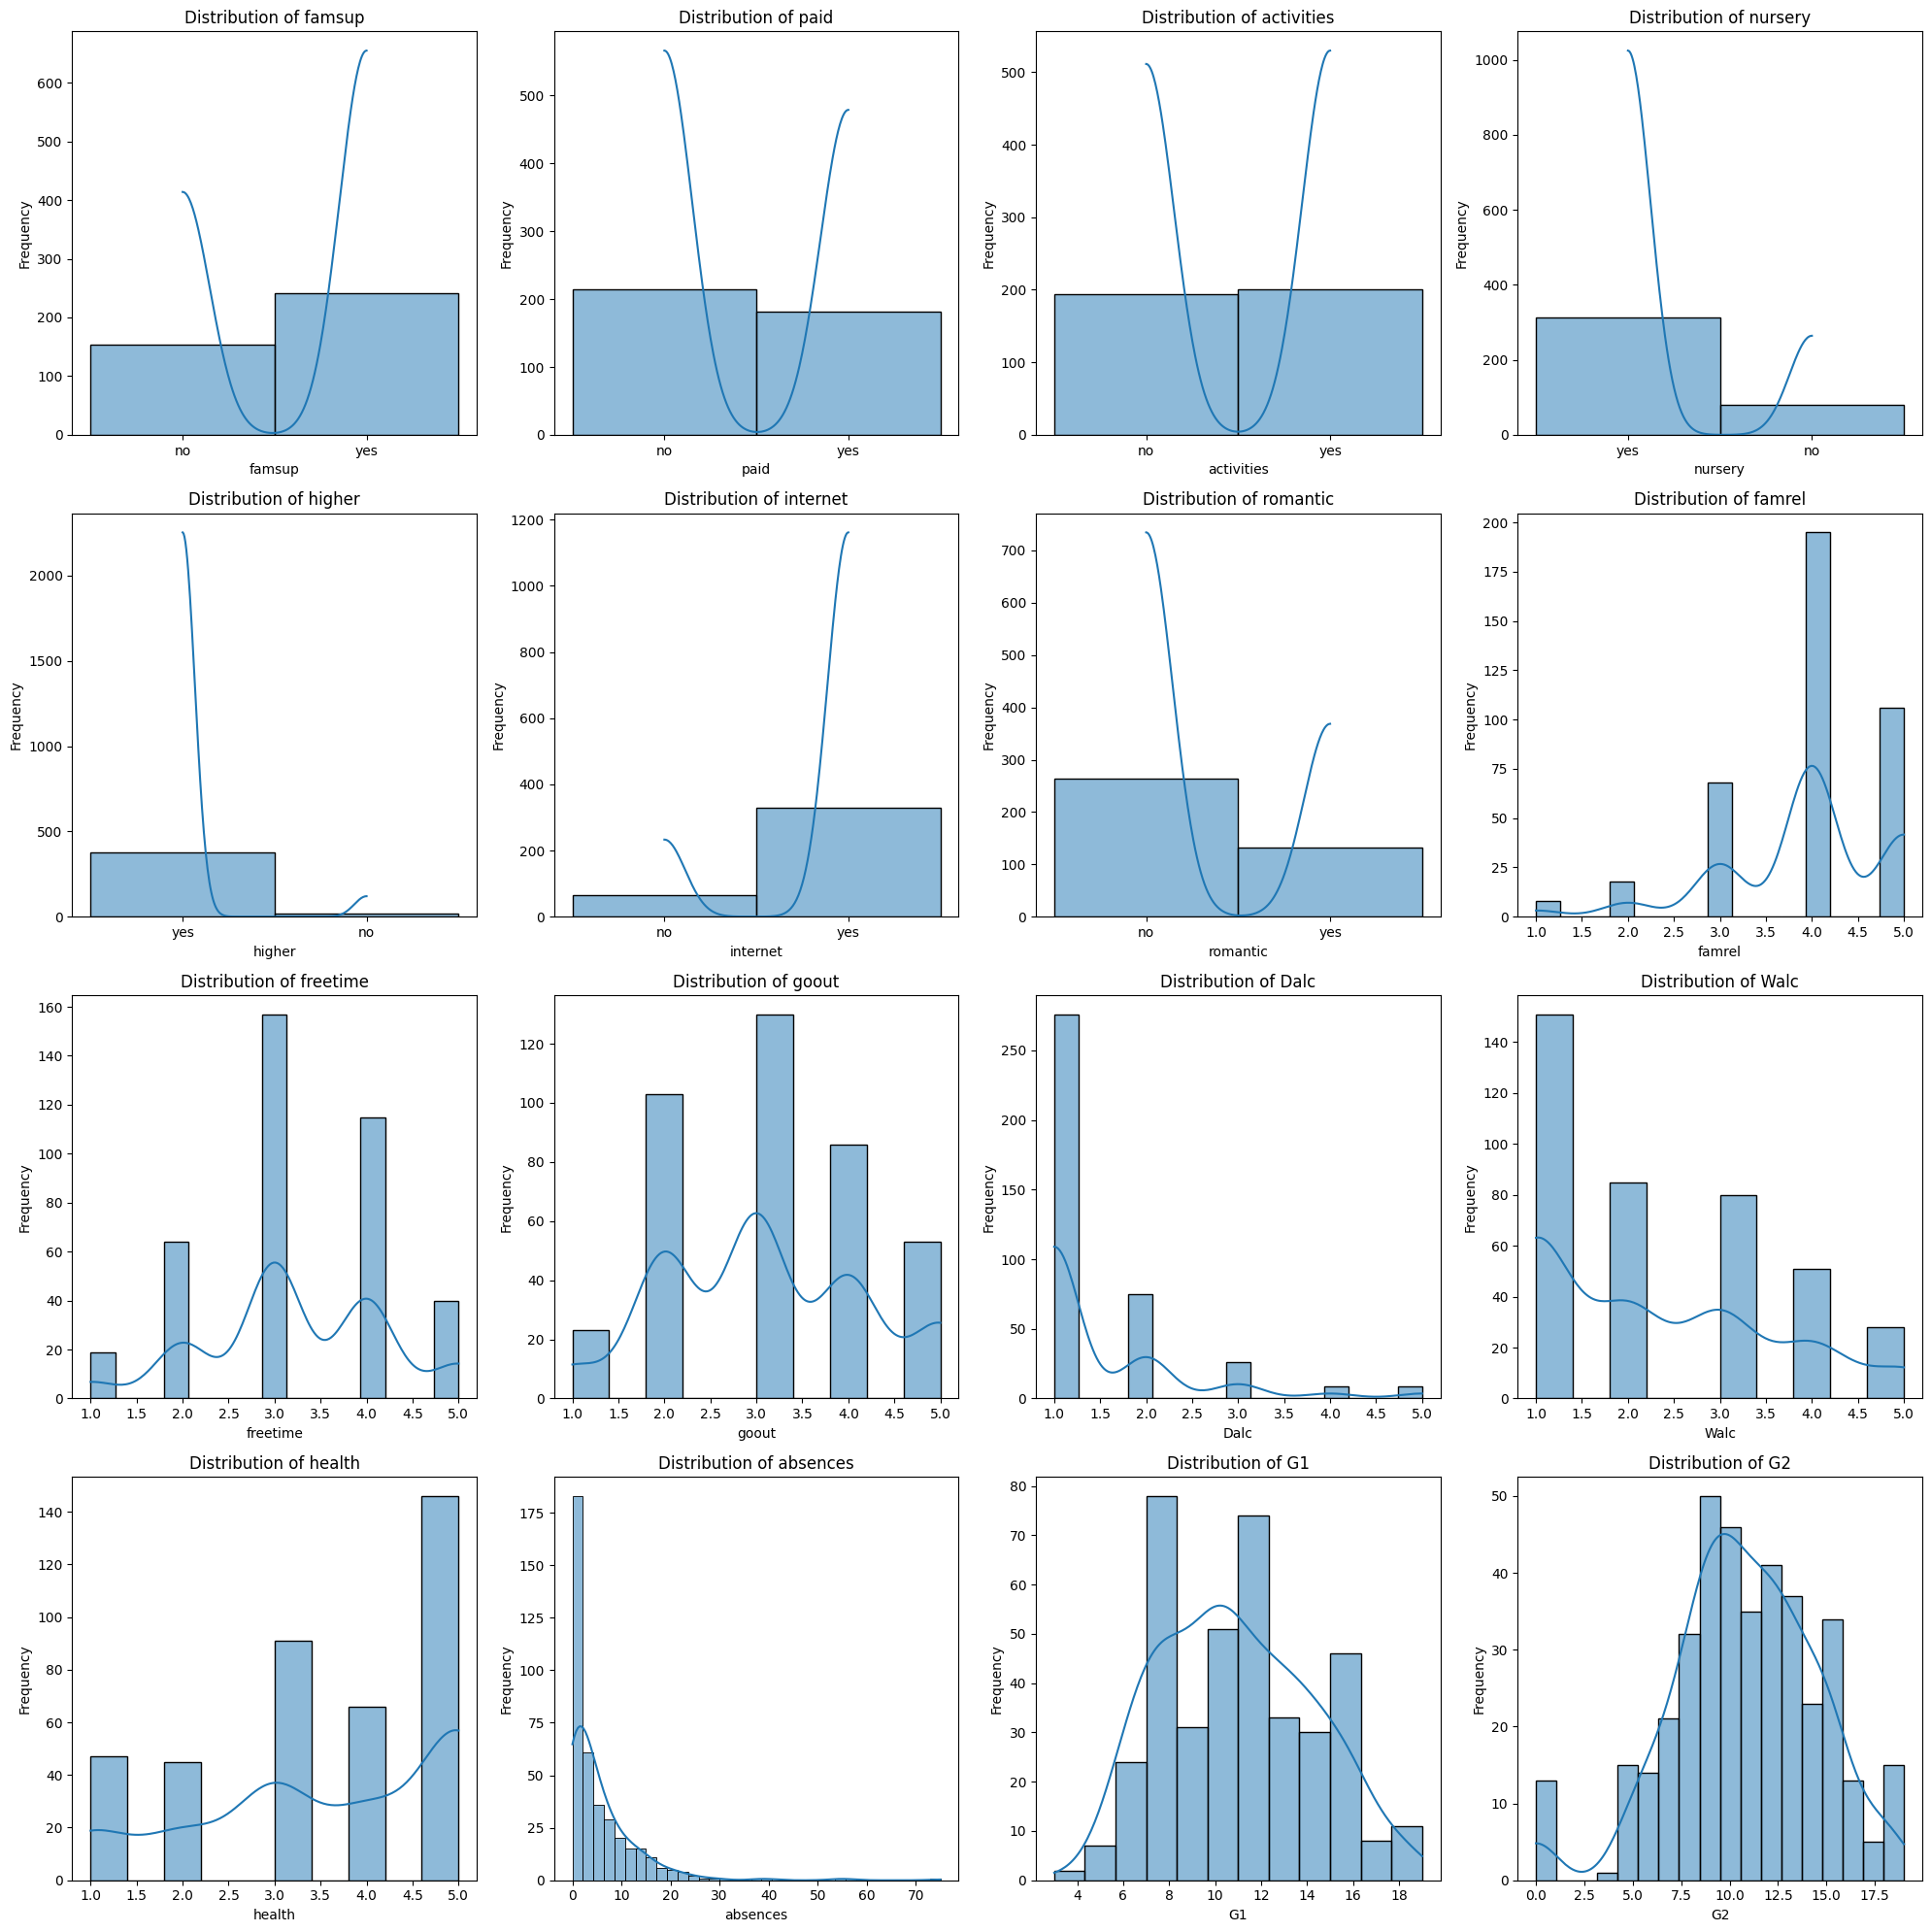 Distribution of famsup
Distribution of paid
Distribution of activities
Distribution of nursery
Frequency
600
500
400
300
200
100
0
no
yes
famsup
Frequency
500
400
300
200
100
0
no
yes
paid
Frequency
500
400
300
200
100
0
no
yes
activities
Frequency
1000
800
600
400
200
0
yes
no
nursery
Distribution of higher
Distribution of internet
Distribution of romantic
Distribution of famrel
Frequency
2000
1500
1000
500
0
yes
no
higher
Frequency
1200
1000
800
600
400
200
0
no
yes
internet
Frequency
700
600
500
400
300
200
100
0
no
yes
romantic
Frequency
200
175
150
125
100
75
50
25
0
1.0 1.5 2.0 2.5 3.0 3.5 4.0 4.5 5.0
famrel
Distribution of freetime
Distribution of goout
Distribution of Dalc
Distribution of Walc
Frequency
160
140
120
100
80
60
40
20
0
1.0 1.5 2.0 2.5 3.0 3.5 4.0 4.5 5.0
freetime
Frequency
120
100
80
60
40
20
0
1.0 1.5 2.0 2.5 3.0 3.5 4.0 4.5 5.0
goout
Frequency
250
200
150
100
50
0
1.0 1.5 2.0 2.5 3.0 3.5 4.0 4.5 5.0
Dalc
Frequency
140
120
100
80
60
40
20
0
1.0 1.5 2.0 2.5 3.0 3.5 4.0 4.5 5.0
Walc
Distribution of health
Distribution of absences
Distribution of G1
Distribution of G2
Frequency
140
120
100
80
60
40
20
0
1.0 1.5 2.0 2.5 3.0 3.5 4.0 4.5 5.0
health
Frequency
175
150
125
100
75
50
25
0
0 10 20 30 40 50 60 70
absences
Frequency
80
70
60
50
40
30
20
10
0
4 6 8 10 12 14 16 18
G1
Frequency
50
40
30
20
10
0
0.0 2.5 5.0 7.5 10.0 12.5 15.0 17.5
G2